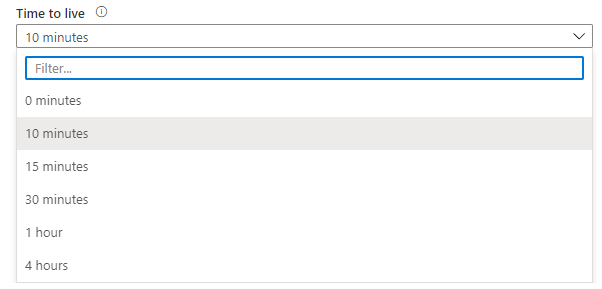 Time to live
10 minutes
Filter...
0 minutes
10 minutes
15 minutes
30 minutes
1 hour
4 hours